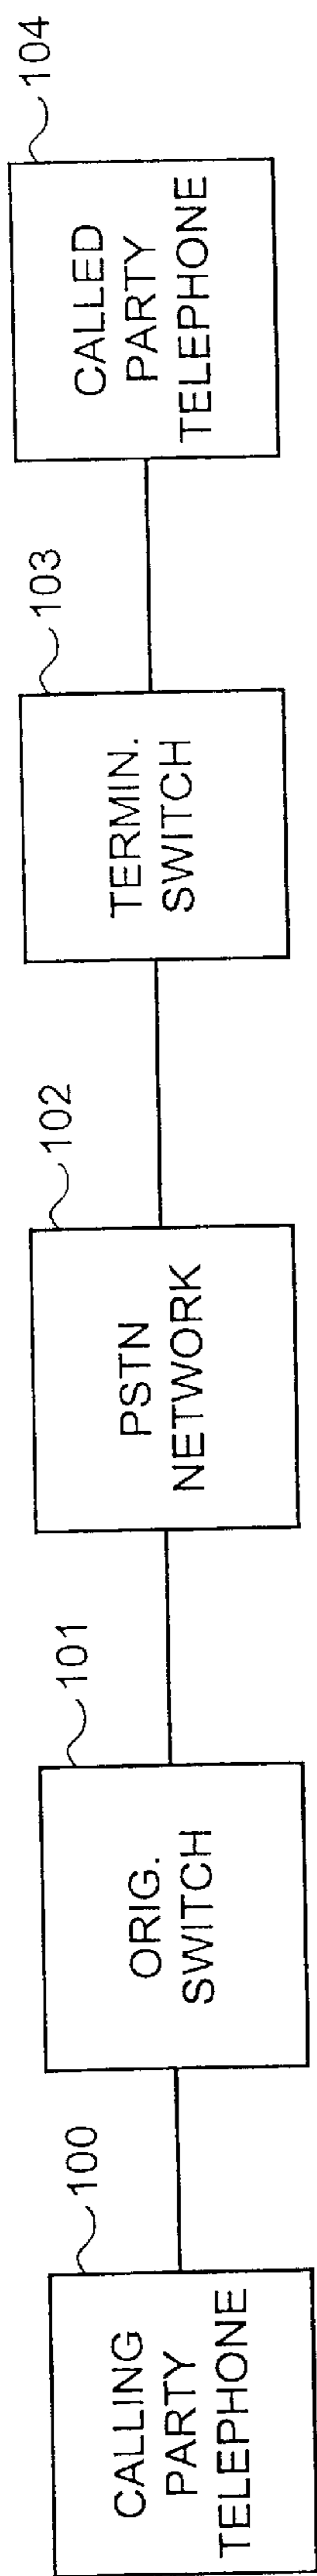 100
CALLING
PARTY
TELEPHONE
101
ORIG.
SWITCH
102
PSTN
NETWORK
103
TERMIN.
SWITCH
104
CALLED
PARTY
TELEPHONE